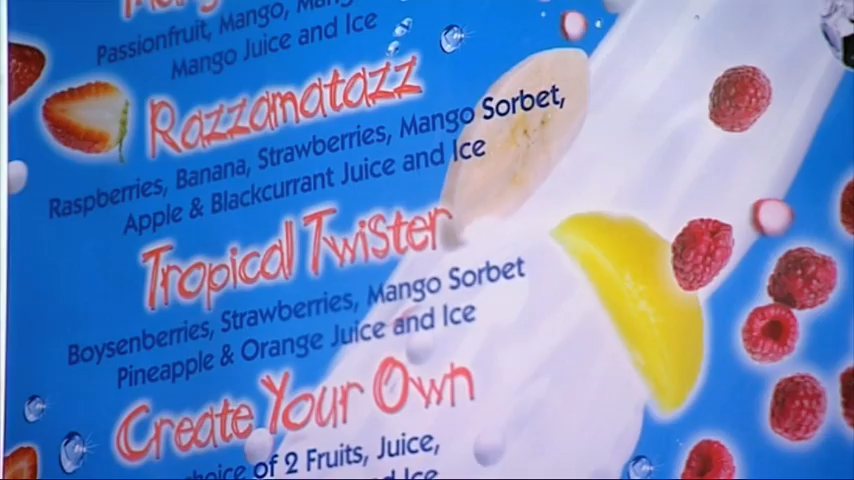 Passionfruit, Mango,
Mango Juice and Ice
Razzamatazz
Raspberries, Banana, Strawberries, Mango Sorbet,
Apple & Blackcurrant Juice and Ice
Tropical Twister
Boysenberries, Strawberries, Mango Sorbet
Pineapple & Orange Juice and Ice
Create Your Own
of 2 Fruits, Juice,
Ice